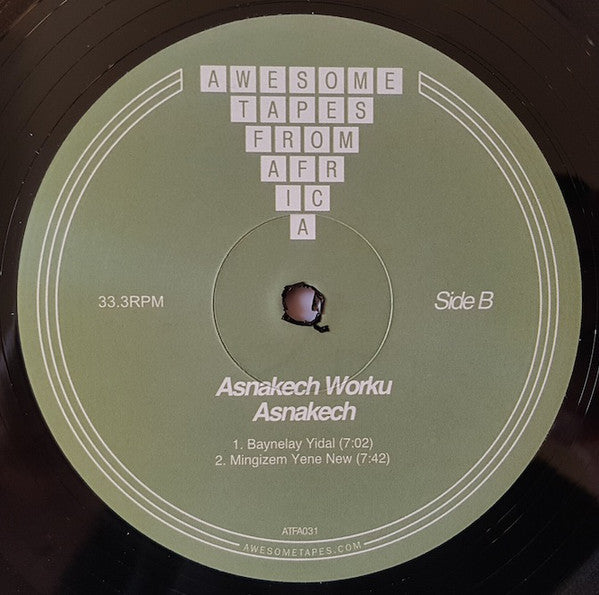 AWESOME
TAPES
FROM
AFR
IC
A
33.3RPM
Side B
Asnakech Worku
Asnakech
1. Baynelay Yidal (7:02)
2. Mingizem Yene New (7:42)
ATFA031
AWESOMETAPES.COM